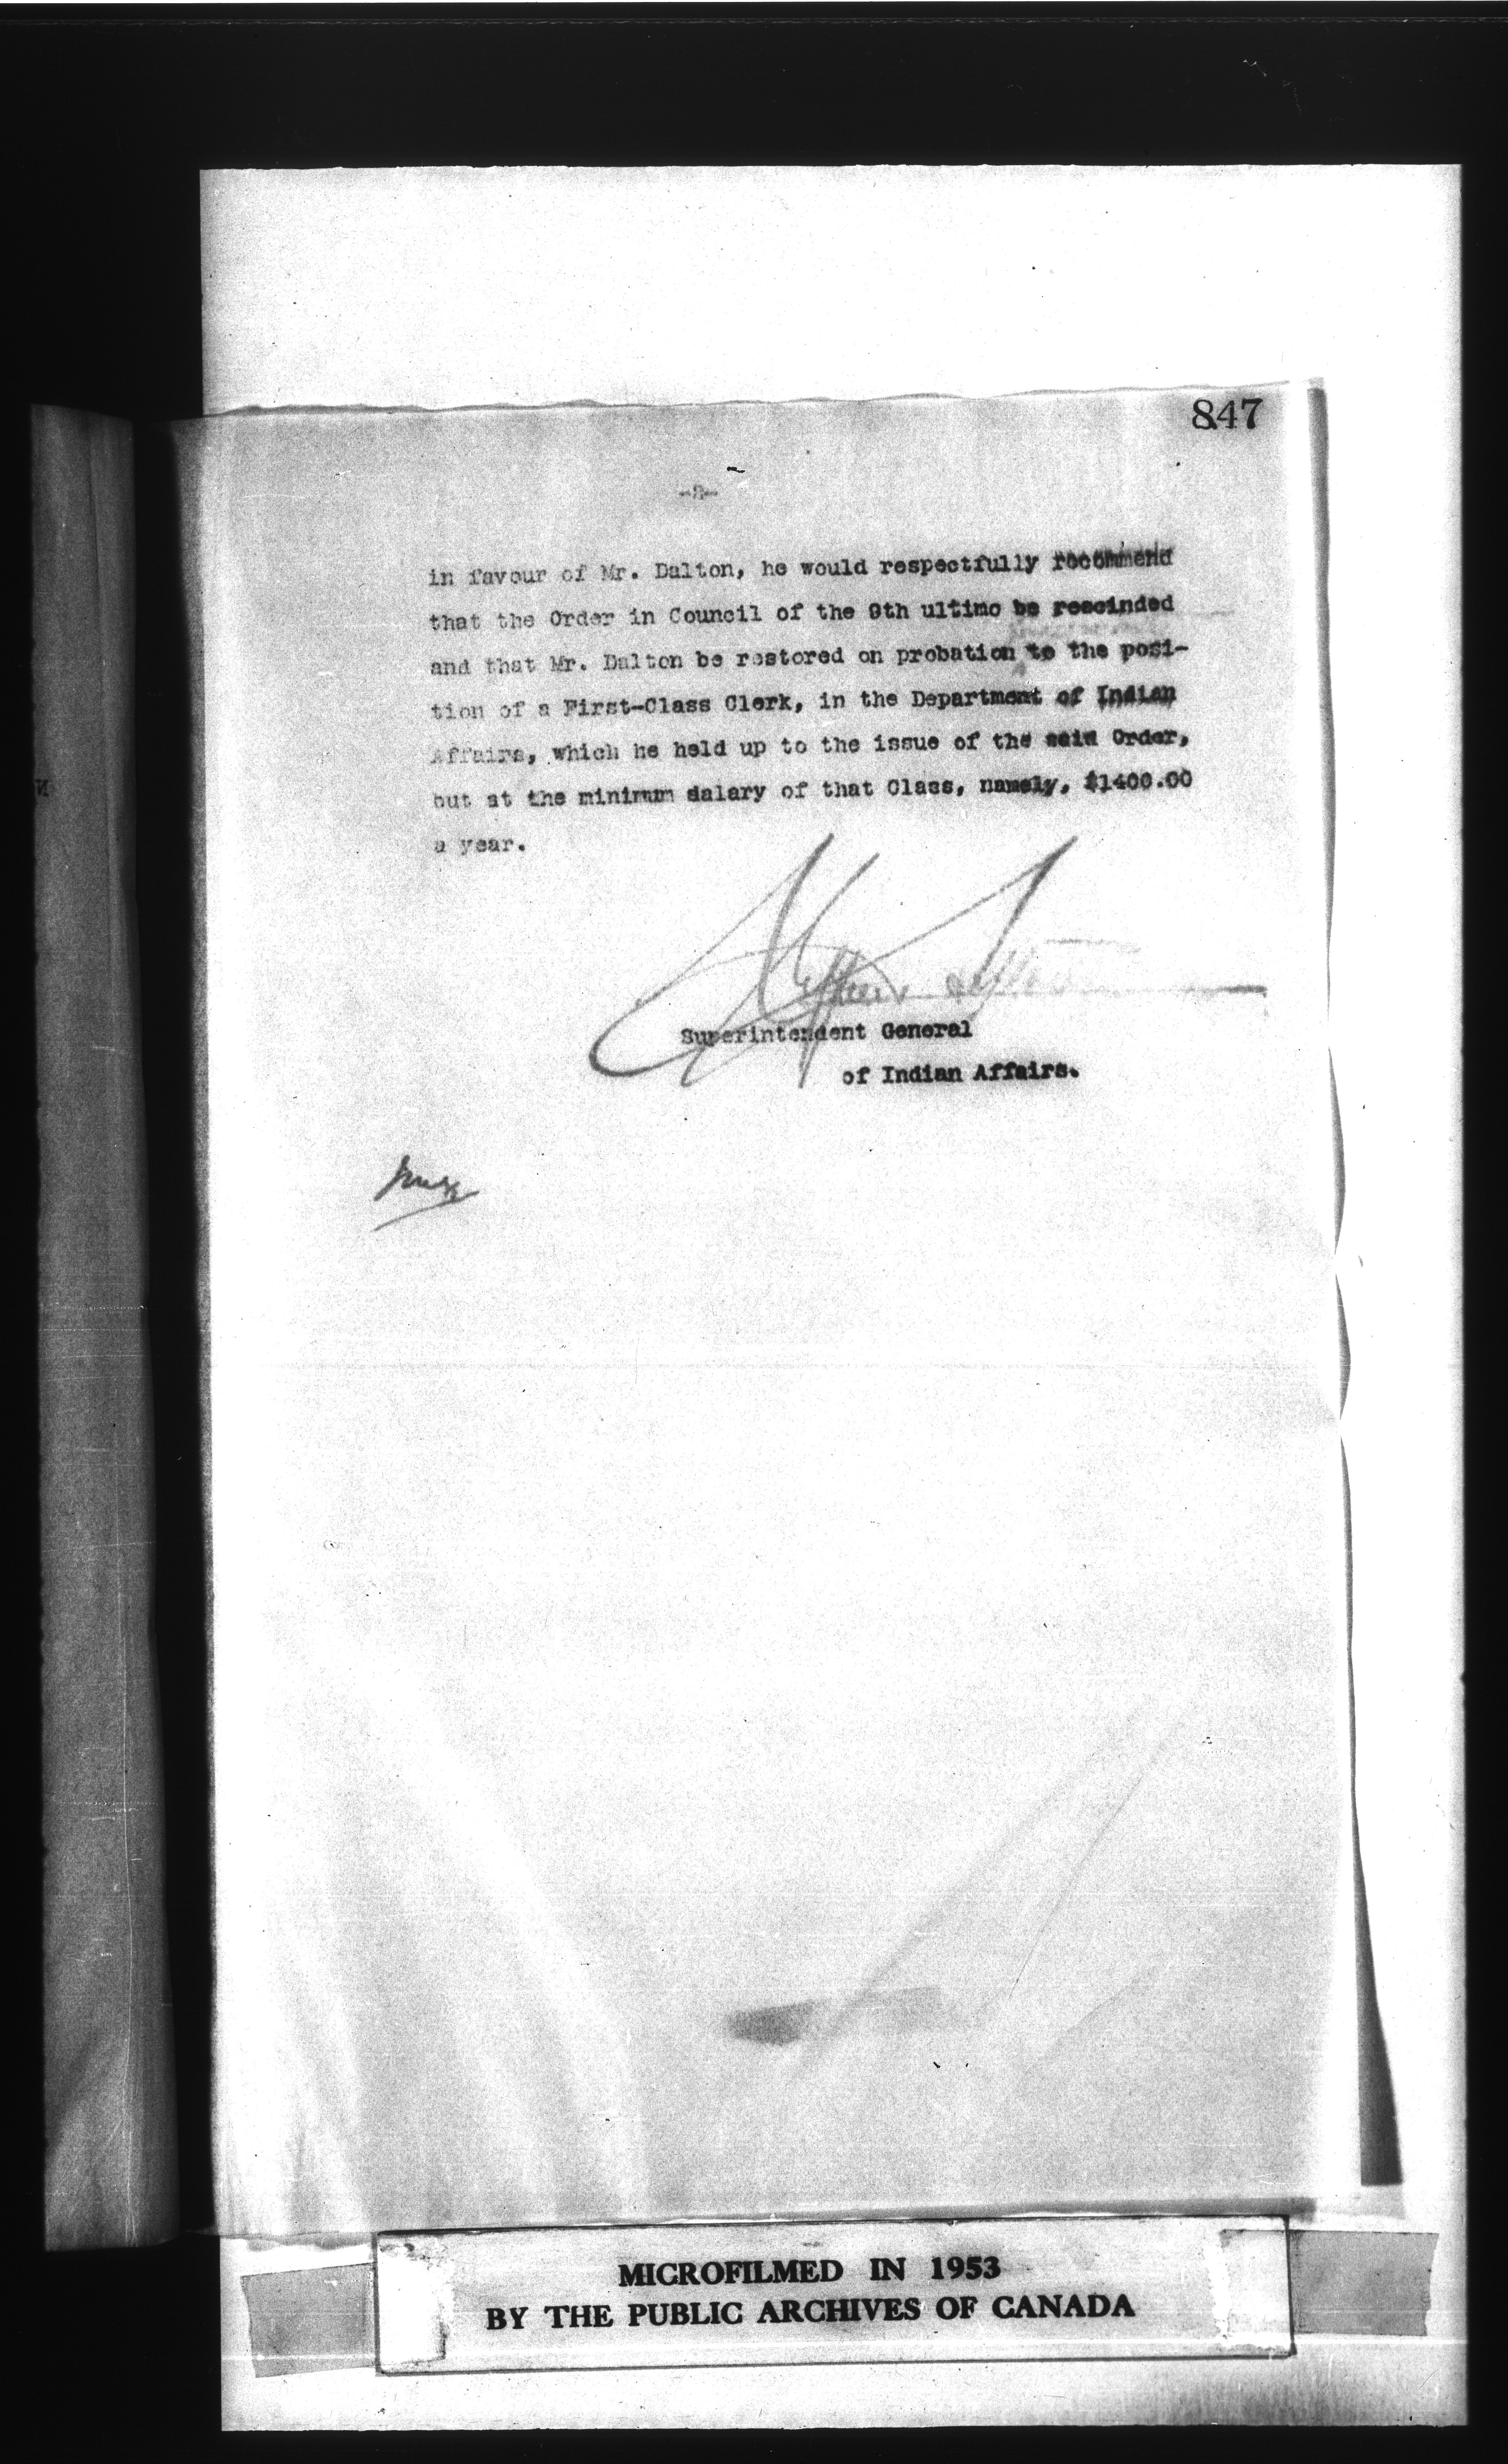 847
-2-
in favour of Mr. Dalton, he would respectfully recommend
that the Order in Council of the 9th ultimo be rescinded
and that Mr. Dalton be restored on probation to the posi-
tion of a First-Class Clerk, in the Department of Indian
Affairs, which he held up to the issue of the said Order,
but at the minimum salary of that Class, namely, $1400.00
a year.
Superintendent General
of Indian Affairs.
MICROFILMED IN 1953
BY THE PUBLIC ARCHIVES OF CANADA